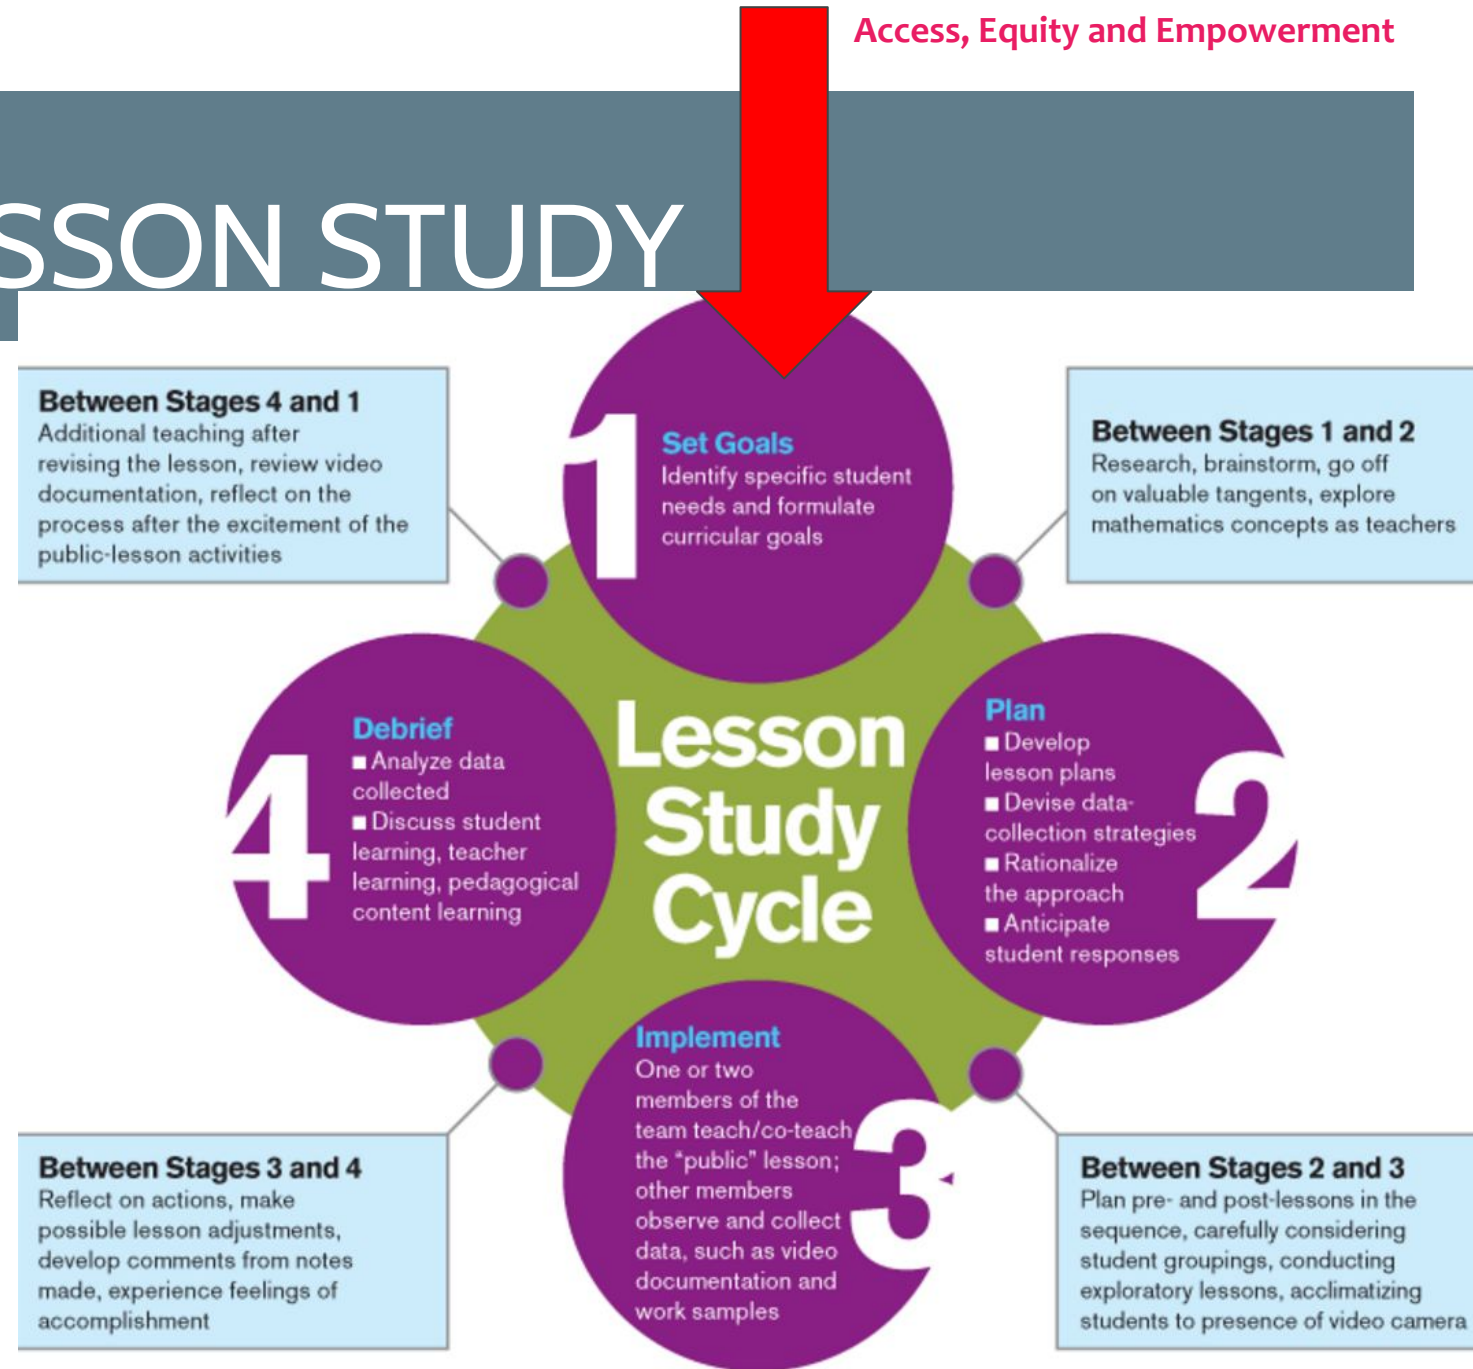 Access, Equity and Empowerment
SSON STUDY
Between Stages 4 and 1
Additional teaching after
revising the lesson, review video
documentation, reflect on the
process after the excitement of the
public-lesson activities
1
Set Goals
Identify specific student
needs and formulate
curricular goals
Between Stages 1 and 2
Research, brainstorm, go off
on valuable tangents, explore
mathematics concepts as teachers
4
Debrief
■ Analyze data
collected
■ Discuss student
learning, teacher
learning, pedagogical
content learning
Lesson
Study
Cycle
Plan
■ Develop
lesson plans
■ Devise data-
collection strategies
■ Rationalize
the approach
■ Anticipate
student responses
2
Implement
One or two
members of the
team teach/co-teach
the “public” lesson;
other members
observe and collect
data, such as video
documentation and
work samples
3
Between Stages 3 and 4
Reflect on actions, make
possible lesson adjustments,
develop comments from notes
made, experience feelings of
accomplishment
Between Stages 2 and 3
Plan pre- and post-lessons in the
sequence, carefully considering
student groupings, conducting
exploratory lessons, acclimatizing
students to presence of video camera